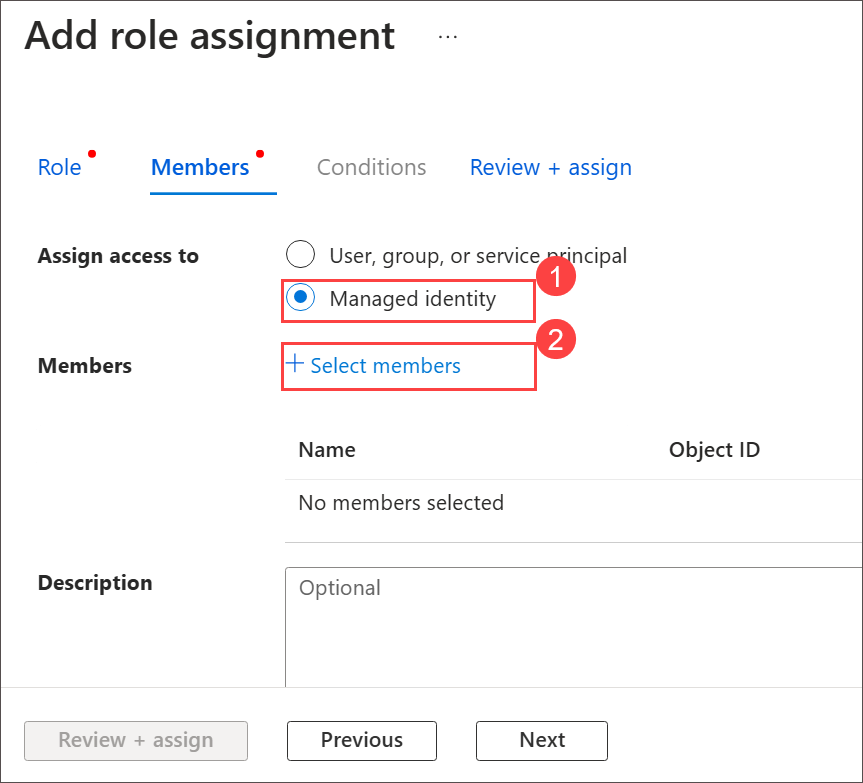 Add role assignment ...
Role Members Conditions Review + assign
Assign access to User, group, or service principal
1
Managed identity
2
Members + Select members
Name Object ID
No members selected
Description Optional
Review + assign Previous Next